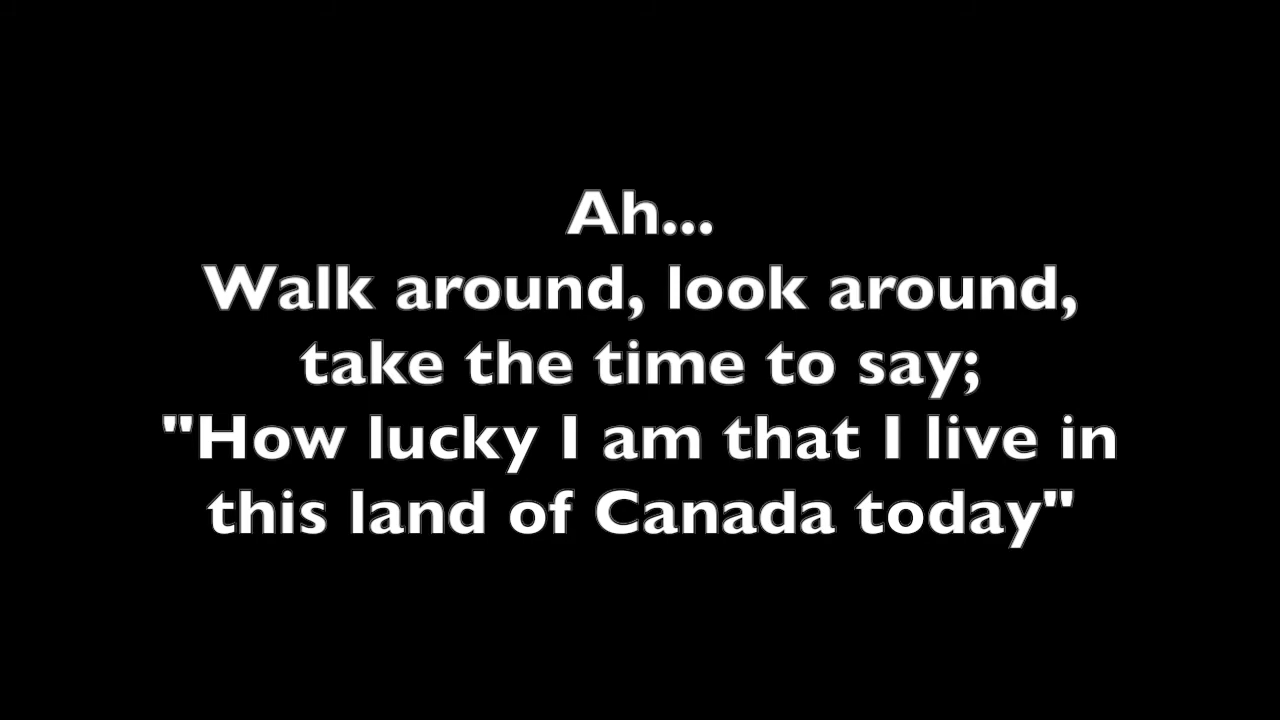 Ah...
Walk around, look around,
take the time to say;
"How lucky I am that I live in
this land of Canada today"